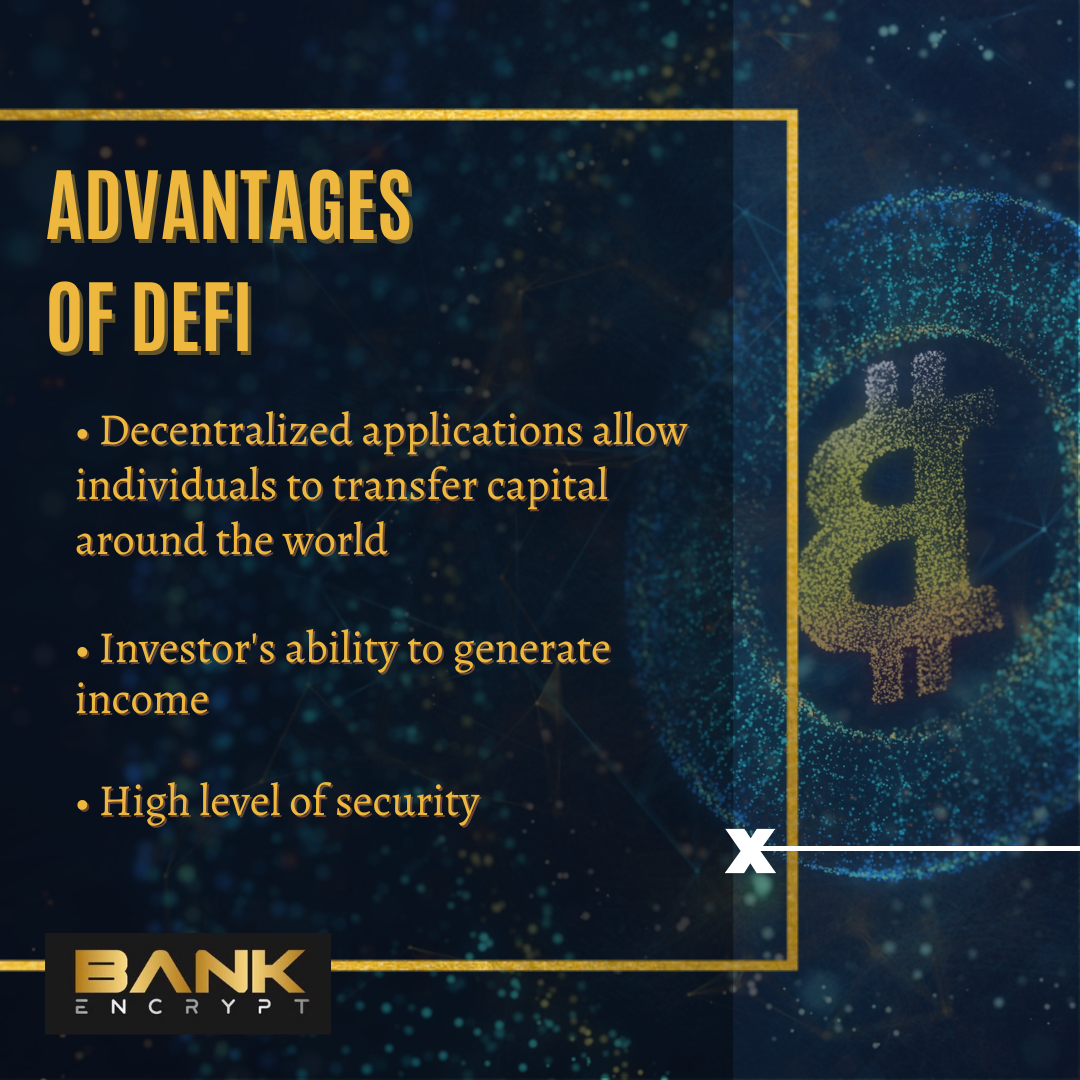 ADVANTAGES
OF DEFI
• Decentralized applications allow
individuals to transfer capital
around the world
• Investor's ability to generate
income
• High level of security
X
BANK
ENCRYPT